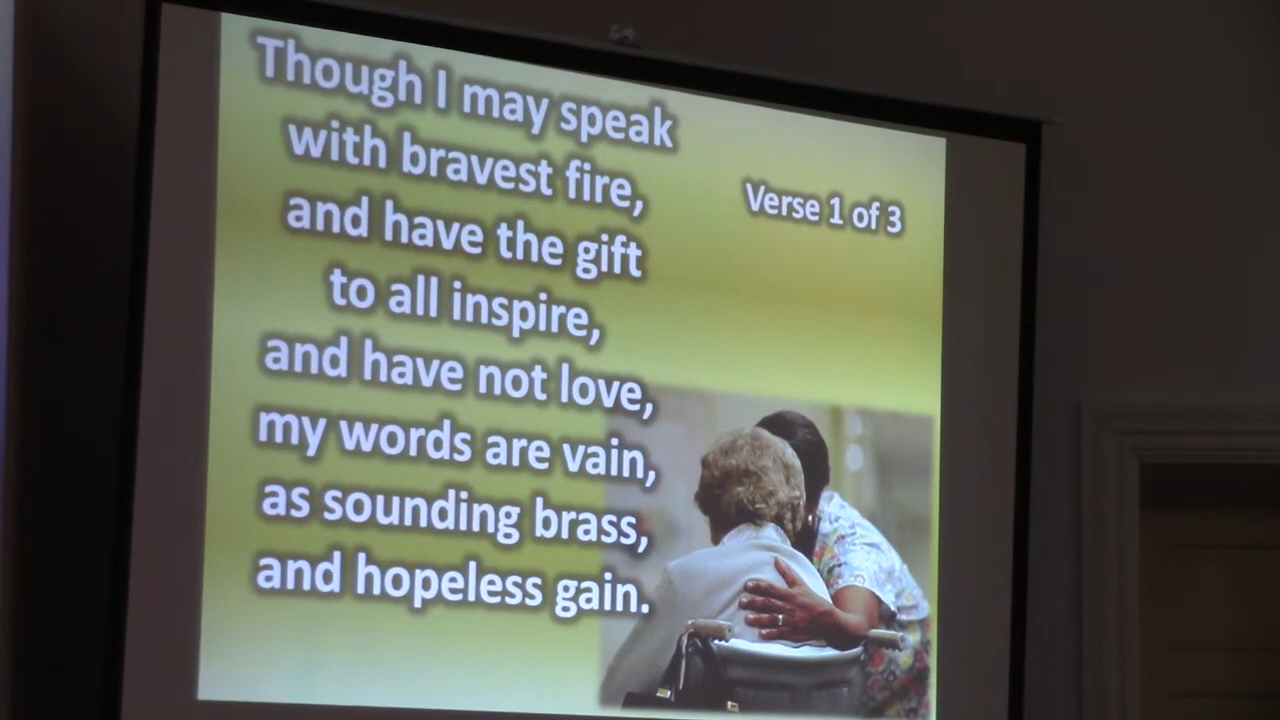 Though I may speak
with bravest fire,
and have the gift
to all inspire,
and have not love,
my words are vain,
as sounding brass,
and hopeless gain.
Verse 1 of 3